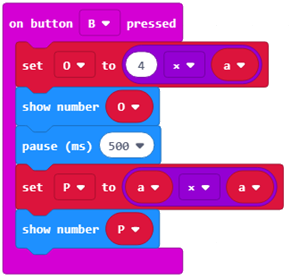 on button B pressed
set O to 4 x a
show number O
pause (ms) 500
set P to a x a
show number P